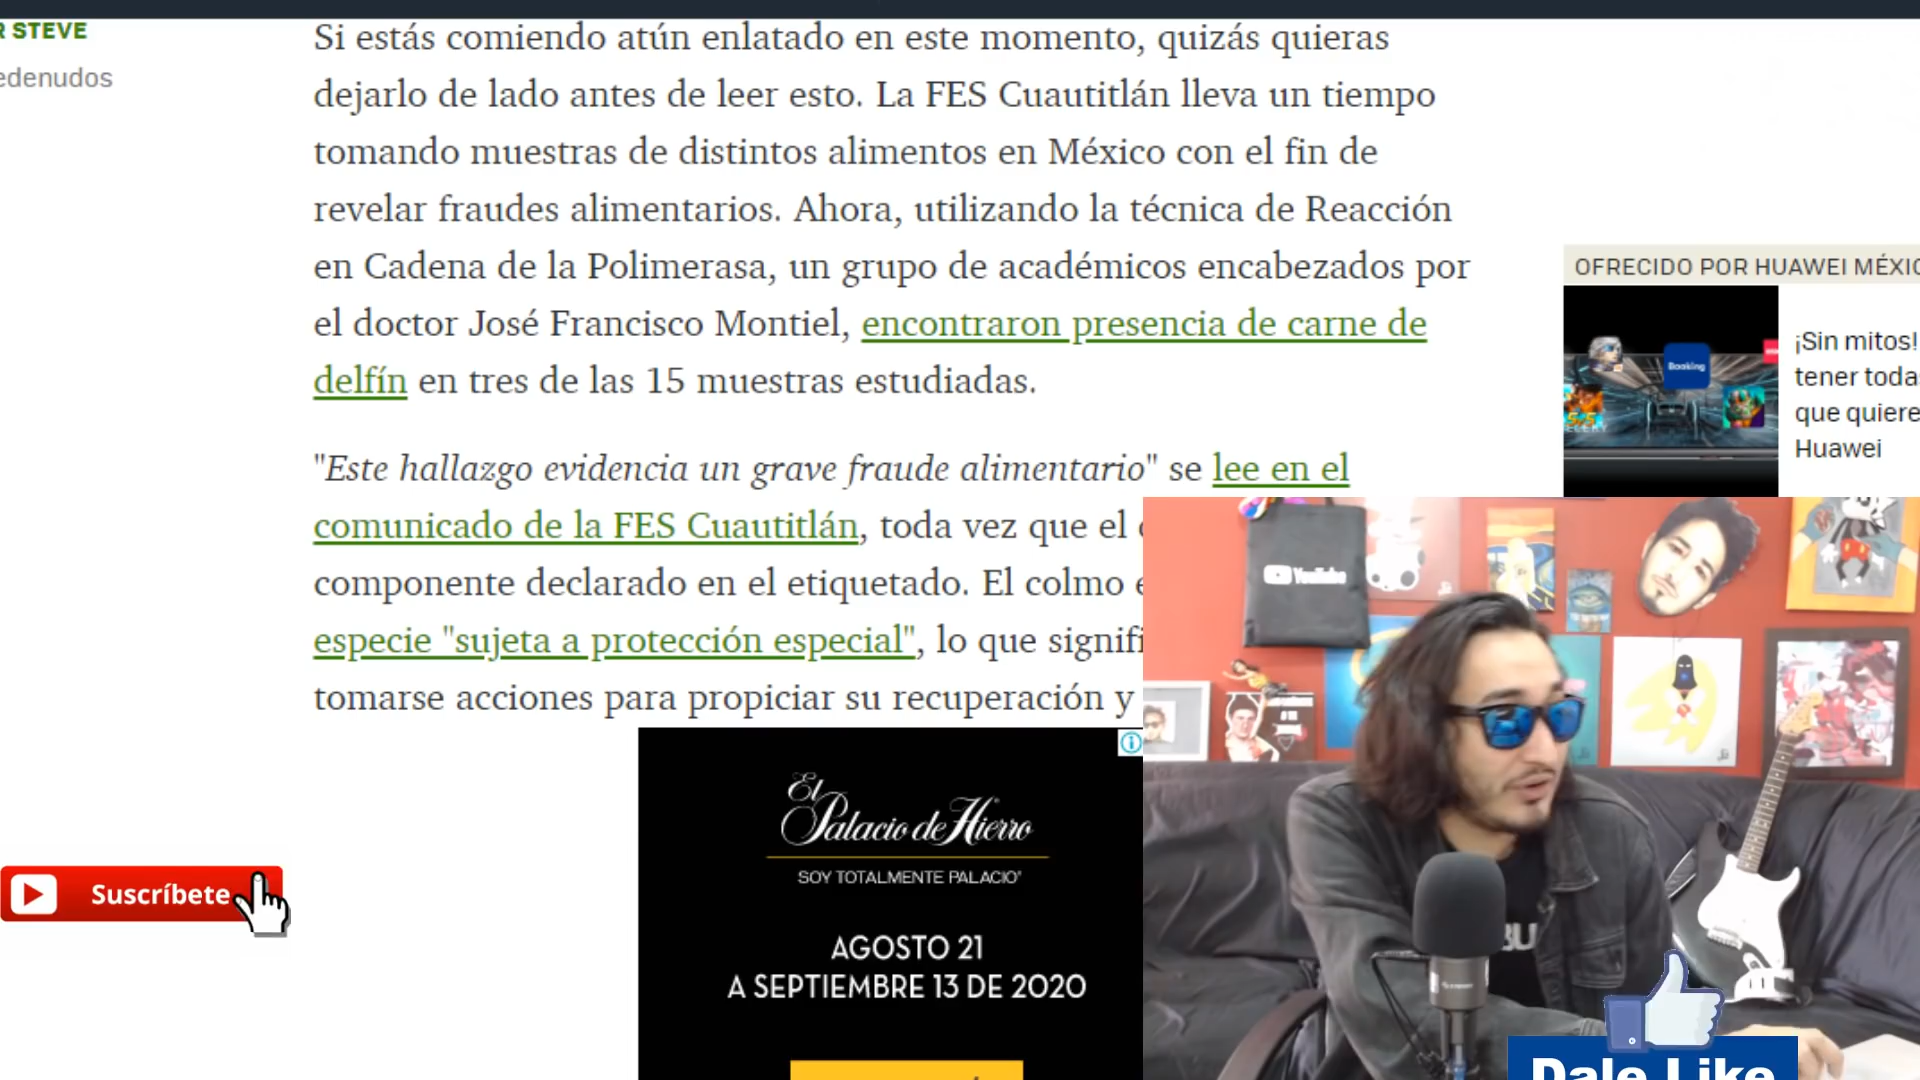 R STEVE
edenudos
Si estás comiendo atún enlatado en este momento, quizás quieras
dejarlo de lado antes de leer esto. La FES Cuautitlán lleva un tiempo
tomando muestras de distintos alimentos en México con el fin de
revelar fraudes alimentarios. Ahora, utilizando la técnica de Reacción
en Cadena de la Polimerasa, un grupo de académicos encabezados por
el doctor José Francisco Montiel, encontraron presencia de carne de
delfín en tres de las 15 muestras estudiadas.
"Este hallazgo evidencia un grave fraude alimentario" se lee en el
comunicado de la FES Cuautitlán, toda vez que el
componente declarado en el etiquetado. El colmo
especie "sujeta a protección especial", lo que signifi
tomarse acciones para propiciar su recuperación y
OFRECIDO POR HUAWEI MÉXIC
Booking
¡Sin mitos!
tener toda
que quiere
Huawei
YouTube
El
Palacio de Hierro
SOY TOTALMENTE PALACIO
AGOSTO 21
A SEPTIEMBRE 13 DE 2020
Suscríbete
BU
Dale Like